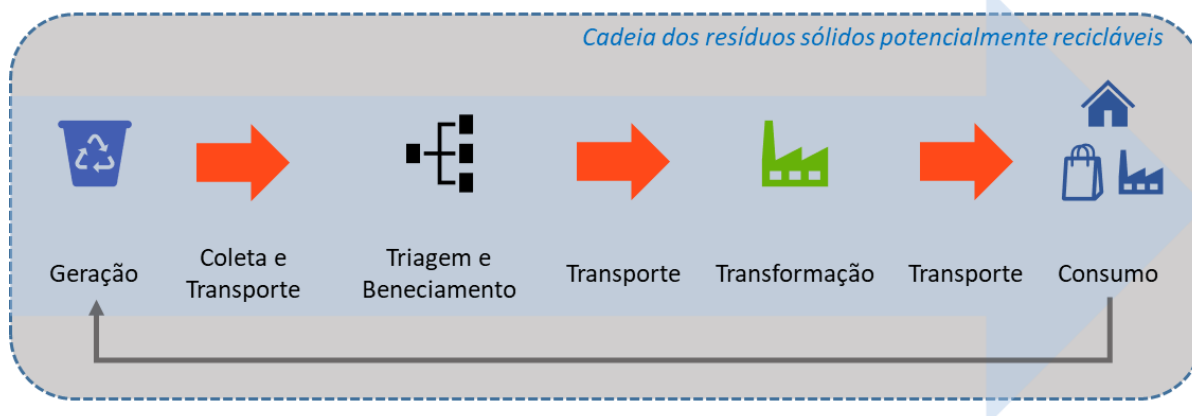 Cadeia dos resíduos sólidos potencialmente recicláveis
Geração
Coleta e
Transporte
Triagem e
Beneciamento
Transporte
Transformação
Transporte
Consumo